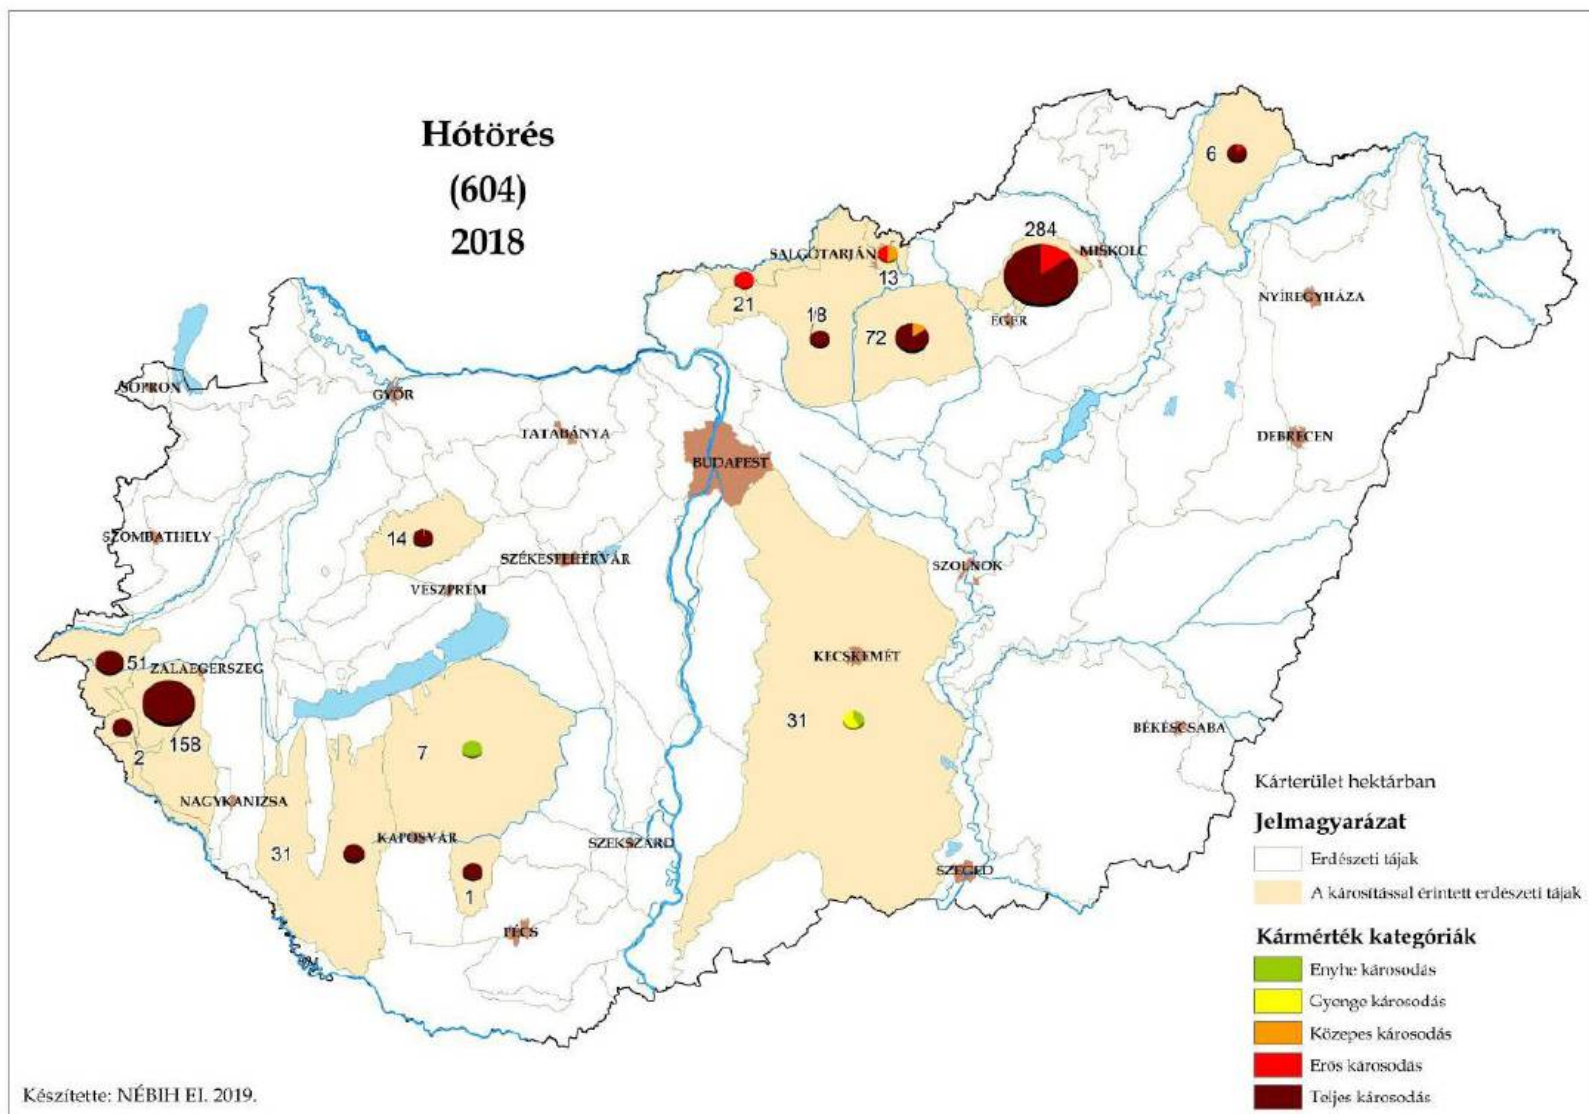 Hótörés
(604)
2018
6
284
SALGÓTARJÁN
MISKOLC
13
21
18
72
EGER
NYÍREGYHÁZA
SOPRON
GYŐR
TATABÁNYA
BUDAPEST
DEBRECEN
SZOMBATHELY
14
SZÉKESFEHÉRVÁR
SZOLNOK
VESZPRÉM
51
ZALAEGERSZEG
KECSKEMÉT
158
2
7
31
BÉKÉSCSABA
NAGYKANIZSA
31
KAPOSVÁR
SZEKSZÁRD
1
SZEGED
PÉCS
Kárterület hektárban
Jelmagyarázat
Erdészeti tájak
A károsítással érintett erdészeti tájak
Kármérték kategóriák
Enyhe károsodás
Gyenge károsodás
Közepes károsodás
Erős károsodás
Teljes károsodás
Készítette: NÉBIH EI. 2019.